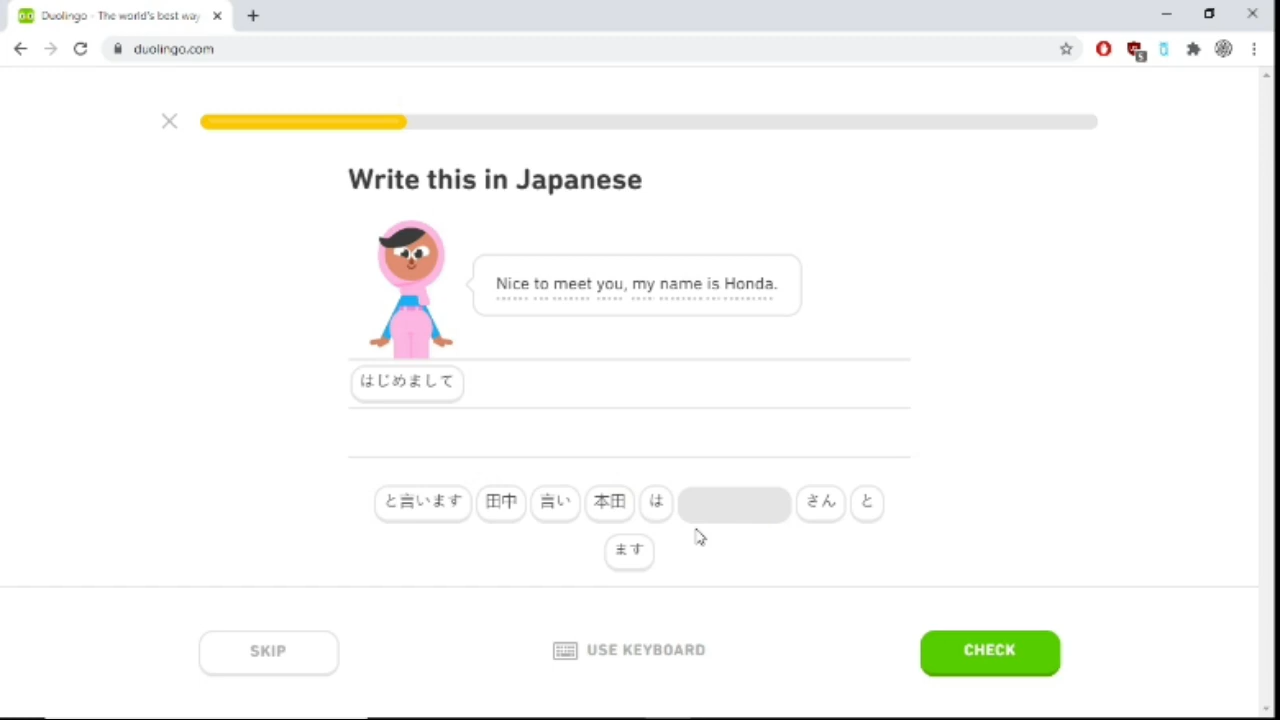 Duolingo - The world's best way
duolingo.com
5
Write this in Japanese
Nice to meet you, my name is Honda.
はじめまして
と言います 田中 言い 本田 は さん と
ます
SKIP
USE KEYBOARD
CHECK